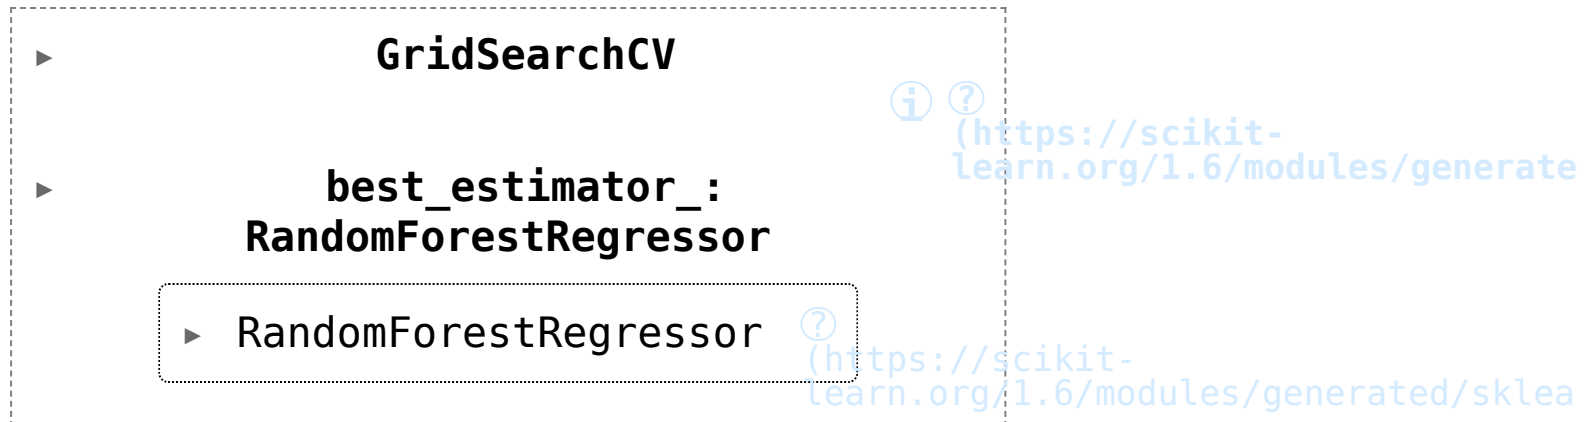 ▸ GridSearchCV
i ?
(https://scikit-
learn.org/1.6/modules/generate
▸ best_estimator_:
RandomForestRegressor
▸ RandomForestRegressor ?
(https://scikit-
learn.org/1.6/modules/generated/sklea